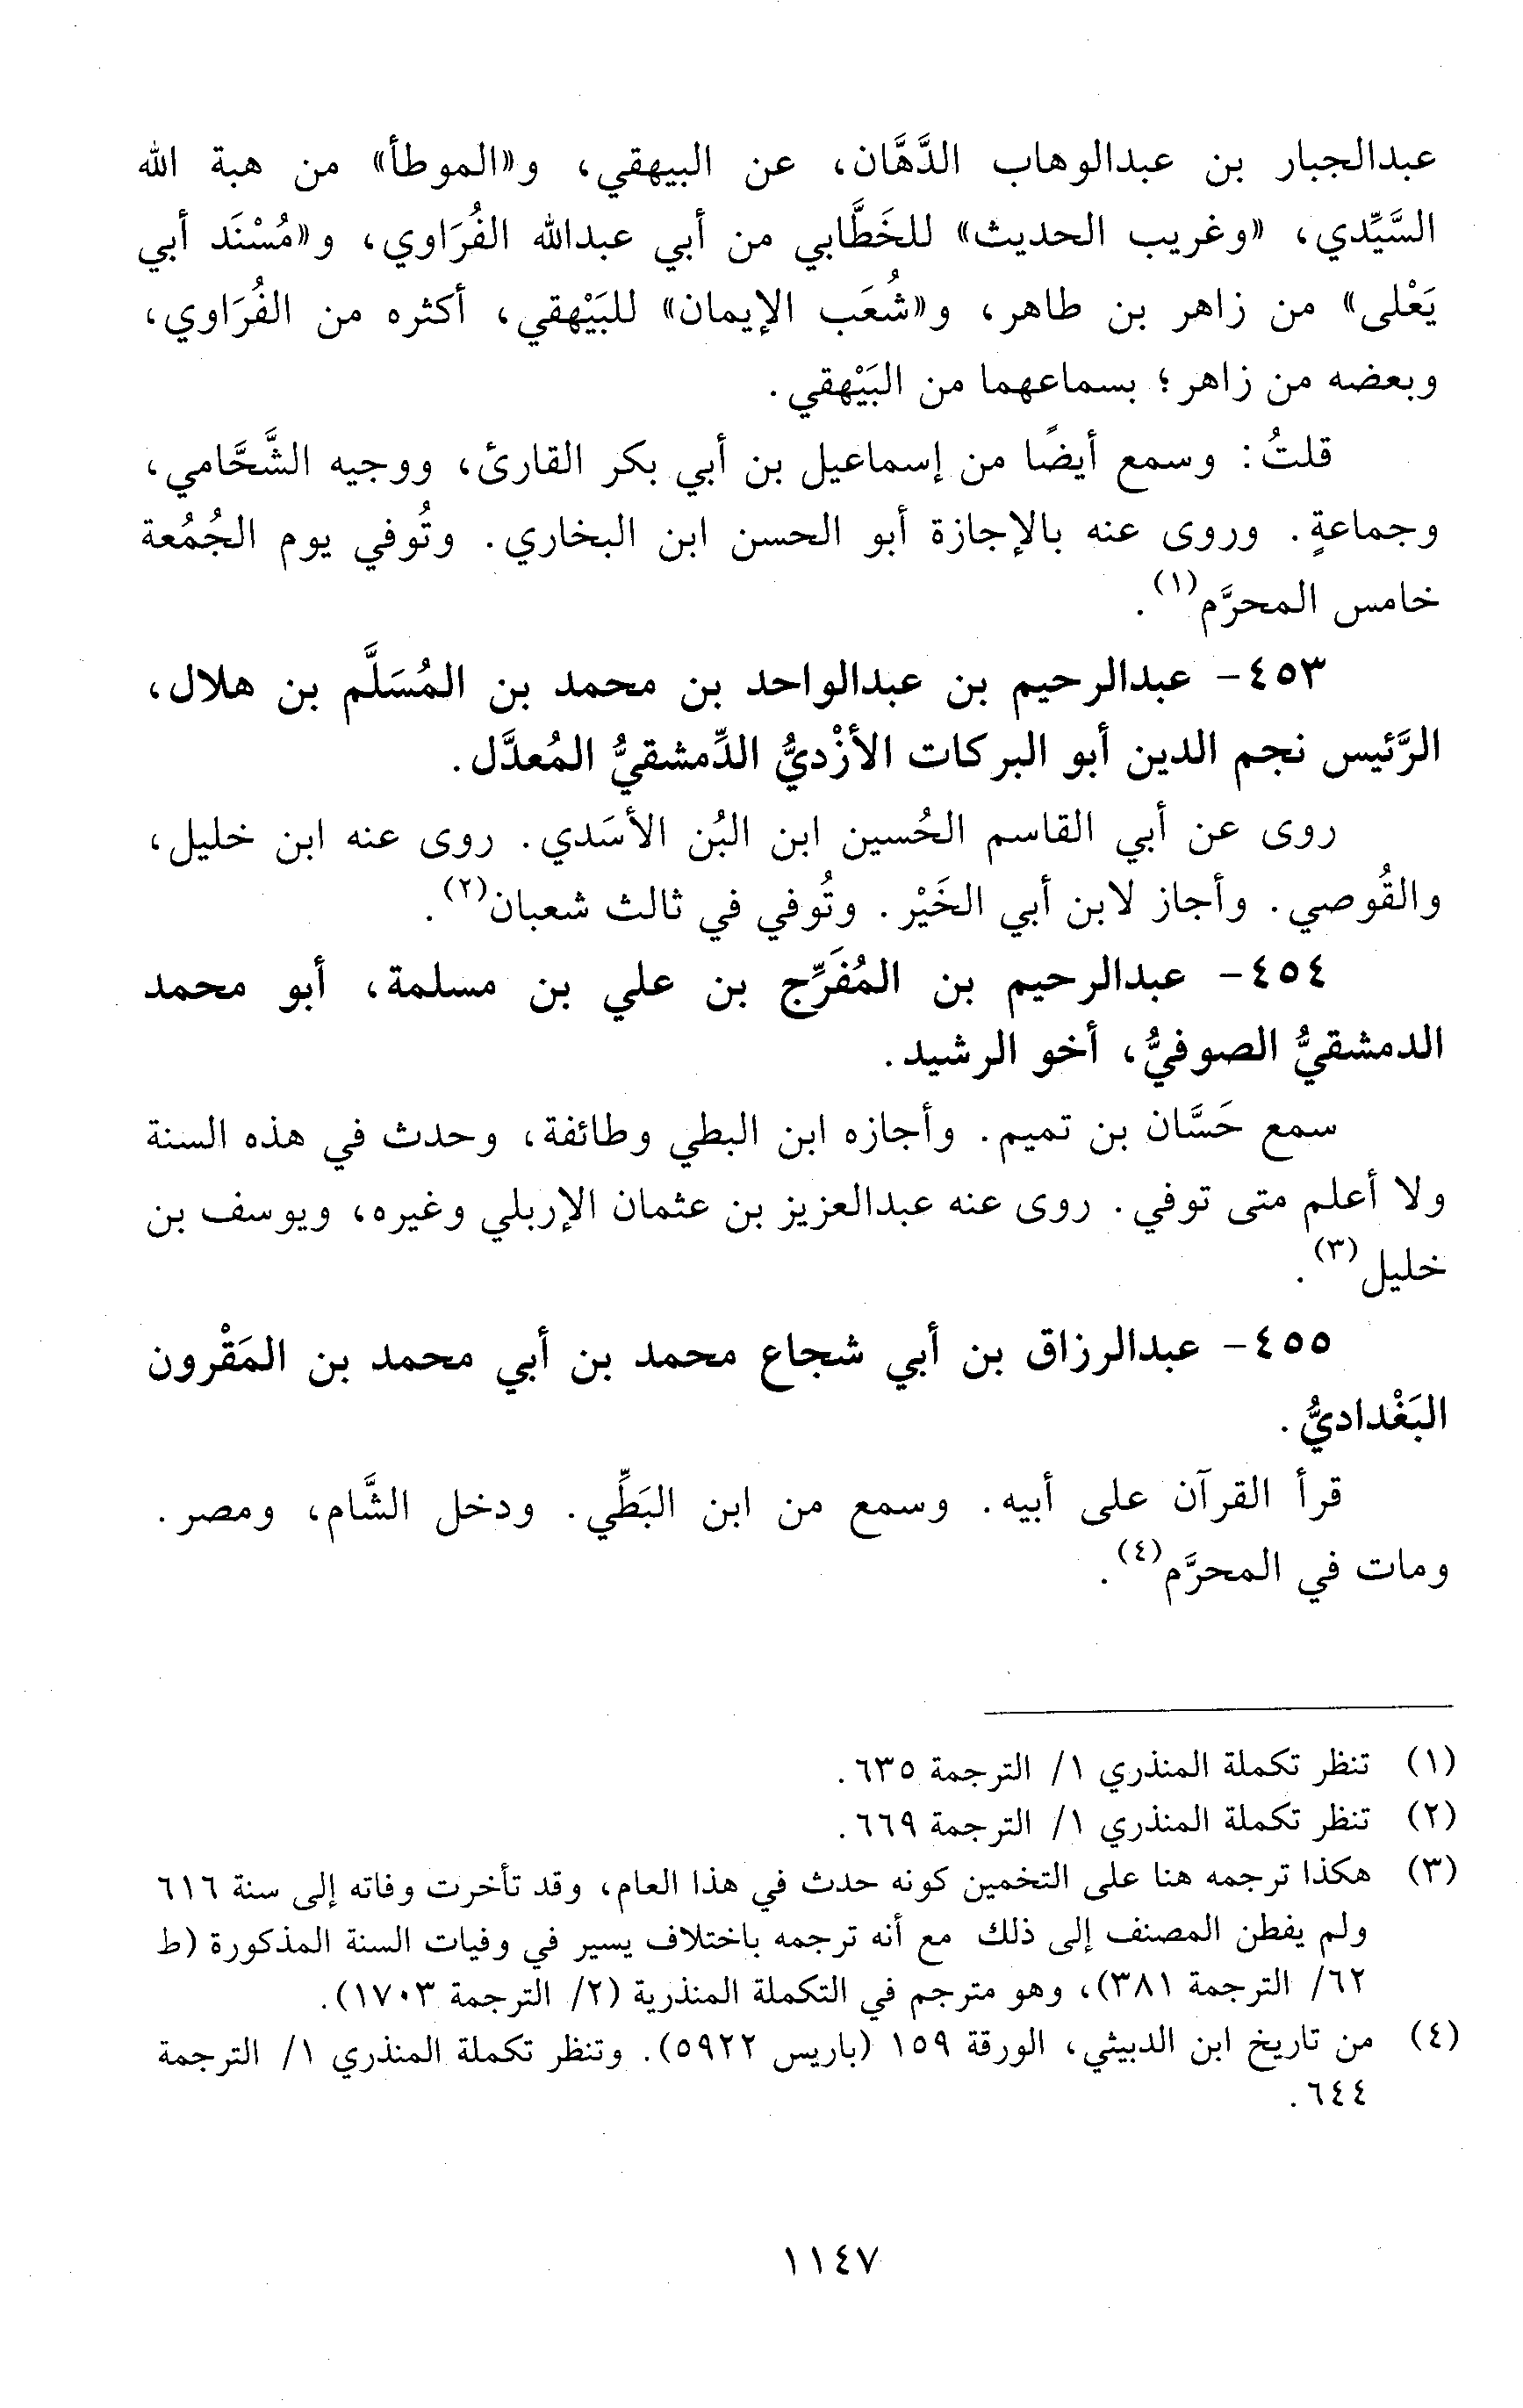 عبدالجبار بن عبدالوهاب الدَّهَّان، عن البيهقي، و«الموطأ» من هبة الله
السَّيِّدي، «وغريب الحديث» للخَطَّابي من أبي عبدالله الفُرَاوي، و«مُسْنَد أبي
يَعْلى» من زاهر بن طاهر، و«شُعَب الإيمان» للبَيْهقي، أكثره من الفُرَاوي،
وبعضه من زاهر؛ بسماعهما من البَيْهقي.
قلتُ: وسمع أيضًا من إسماعيل بن أبي بكر القارئ، ووجيه الشَّحَّامي،
وجماعةٍ. وروى عنه بالإجازة أبو الحسن ابن البخاري. وتُوفي يوم الجُمُعة
خامس المحرَّم(١).
٤٥٣- عبدالرحيم بن عبدالواحد بن محمد بن المُسَلَّم بن هلال،
الرَّئيس نجم الدين أبو البركات الأزْديُّ الدِّمشقيُّ المُعدَّل.
روى عن أبي القاسم الحُسين ابن البُن الأسَدي. روى عنه ابن خليل،
والقُوصي. وأجاز لابن أبي الخَيْر. وتُوفي في ثالث شعبان(٢).
٤٥٤- عبدالرحيم بن المُفَرِّج بن علي بن مسلمة، أبو محمد
الدمشقيُّ الصوفيُّ، أخو الرشيد.
سمع حَسَّان بن تميم. وأجازه ابن البطي وطائفة، وحدث في هذه السنة
ولا أعلم متى توفي. روى عنه عبدالعزيز بن عثمان الإربلي وغيره، ويوسف بن
خليل(٣).
٤٥٥- عبدالرزاق بن أبي شجاع محمد بن أبي محمد بن المَقْرون
البَغْداديُّ.
قرأ القرآن على أبيه. وسمع من ابن البَطِّي. ودخل الشَّام، ومصر.
ومات في المحرَّم(٤).
(١) تنظر تكملة المنذري ١/ الترجمة ٦٣٥.
(٢) تنظر تكملة المنذري ١/ الترجمة ٦٦٩.
(٣) هكذا ترجمه هنا على التخمين كونه حدث في هذا العام، وقد تأخرت وفاته إلى سنة ٦١٦
ولم يفطن المصنف إلى ذلك مع أنه ترجمه باختلاف يسير في وفيات السنة المذكورة (ط
٦٢/ الترجمة ٣٨١)، وهو مترجم في التكملة المنذرية (٢/ الترجمة ١٧٠٣).
(٤) من تاريخ ابن الدبيثي، الورقة ١٥٩ (باريس ٥٩٢٢). وتنظر تكملة المنذري ١/ الترجمة
٦٤٤.
١١٤٧